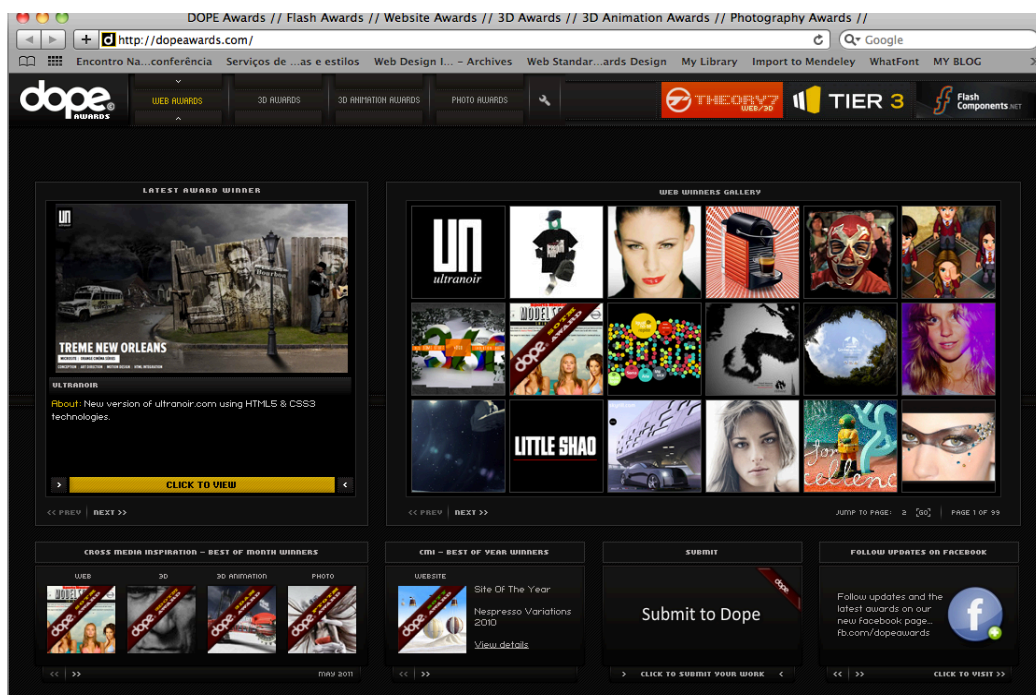 DOPE Awards // Flash Awards // Website Awards // 3D Awards // 3D Animation Awards // Photography Awards //
http://dopeawards.com/
Google
Encontro Na...conferência Serviços de ...as e estilos Web Design I... – Archives Web Standar...ards Design My Library Import to Mendeley WhatFont MY BLOG
dope
AWARDS
WEB AWARDS 3D AWARDS 3D ANIMATION AWARDS PHOTO AWARDS
THEORY7
WEB/3D
TIER 3
Flash
Components.NET
LATEST AWARD WINNER
UN
Bourbon
TREME NEW ORLEANS
ULTRANOIR
About: New version of ultranoir.com using HTML5 & CSS3
technologies.
> CLICK TO VIEW <
<< PREV | NEXT >>
WEB WINNERS GALLERY
UN
ultranoir
MODELS
SOTM
AWARD
dope
LITTLE SHAO
for
excellence
<< PREV | NEXT >>
JUMP TO PAGE: 2 [GO] | PAGE 1 OF 99
CROSS MEDIA INSPIRATION – BEST OF MONTH WINNERS
WEB 3D 3D ANIMATION PHOTO
<< | >> MAY 2011
CMI – BEST OF YEAR WINNERS
WEBSITE
Site Of The Year
Nespresso Variations
2010
View details
<< | >>
SUBMIT
dope
Submit to Dope
> CLICK TO SUBMIT YOUR WORK <
FOLLOW UPDATES ON FACEBOOK
Follow updates and the
latest awards on our
new facebook page...
fb.com/dopeawards
f
<< | >> CLICK TO VISIT >>